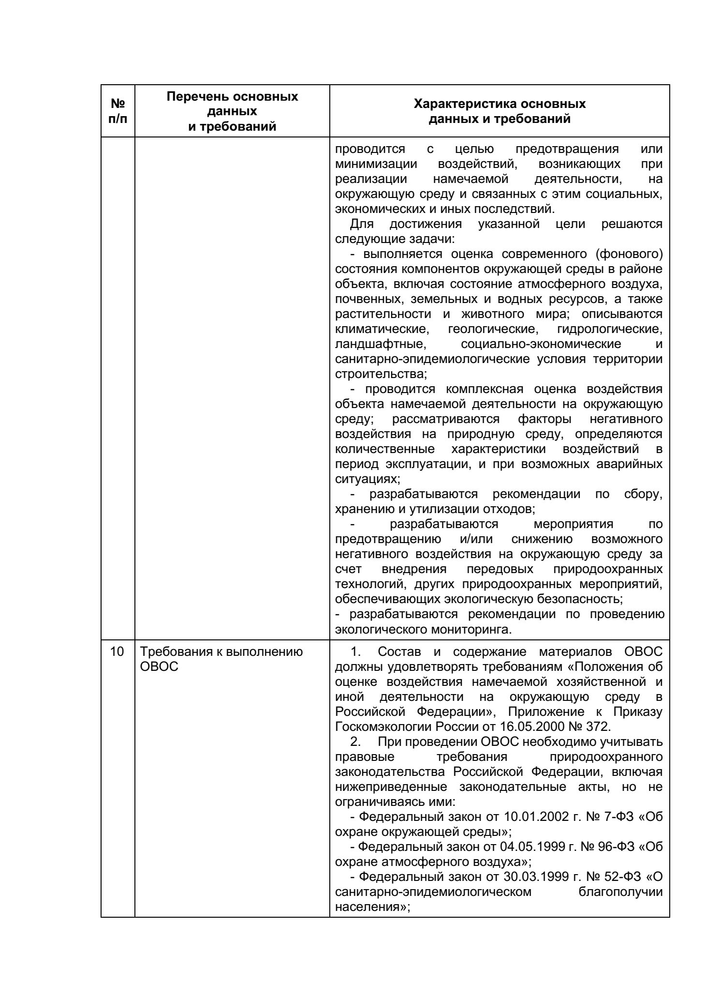 №
п/п
Перечень основных
данных
и требований
Характеристика основных
данных и требований
проводится с целью предотвращения или
минимизации воздействий, возникающих при
реализации намечаемой деятельности, на
окружающую среду и связанных с этим социальных,
экономических и иных последствий.
Для достижения указанной цели решаются
следующие задачи:
- выполняется оценка современного (фонового)
состояния компонентов окружающей среды в районе
объекта, включая состояние атмосферного воздуха,
почвенных, земельных и водных ресурсов, а также
растительности и животного мира; описываются
климатические, геологические, гидрологические,
ландшафтные, социально-экономические и
санитарно-эпидемиологические условия территории
строительства;
- проводится комплексная оценка воздействия
объекта намечаемой деятельности на окружающую
среду; рассматриваются факторы негативного
воздействия на природную среду, определяются
количественные характеристики воздействий в
период эксплуатации, и при возможных аварийных
ситуациях;
- разрабатываются рекомендации по сбору,
хранению и утилизации отходов;
- разрабатываются мероприятия по
предотвращению и/или снижению возможного
негативного воздействия на окружающую среду за
счет внедрения передовых природоохранных
технологий, других природоохранных мероприятий,
обеспечивающих экологическую безопасность;
- разрабатываются рекомендации по проведению
экологического мониторинга.
10
Требования к выполнению
ОВОС
1. Состав и содержание материалов ОВОС
должны удовлетворять требованиям «Положения об
оценке воздействия намечаемой хозяйственной и
иной деятельности на окружающую среду в
Российской Федерации», Приложение к Приказу
Госкомэкологии России от 16.05.2000 № 372.
2. При проведении ОВОС необходимо учитывать
правовые требования природоохранного
законодательства Российской Федерации, включая
нижеприведенные законодательные акты, но не
ограничиваясь ими:
- Федеральный закон от 10.01.2002 г. № 7-ФЗ «Об
охране окружающей среды»;
- Федеральный закон от 04.05.1999 г. № 96-ФЗ «Об
охране атмосферного воздуха»;
- Федеральный закон от 30.03.1999 г. № 52-ФЗ «О
санитарно-эпидемиологическом благополучии
населения»;